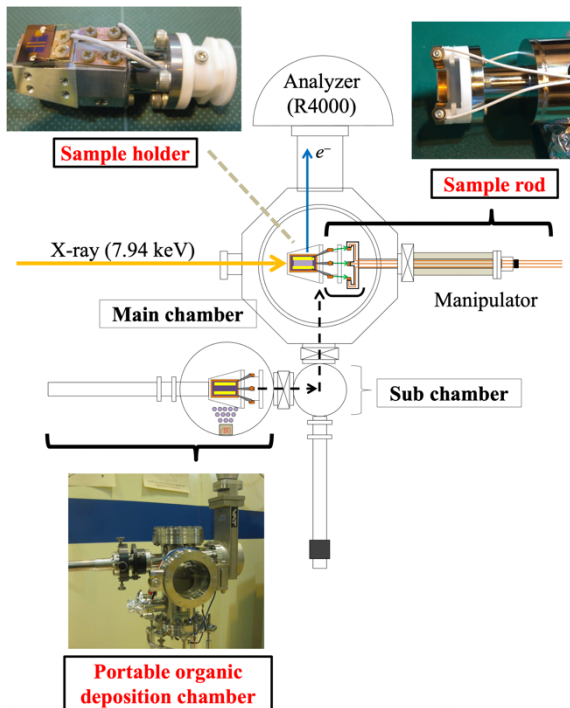 Analyzer
(R4000)
Sample holder
e⁻
Sample rod
X-ray (7.94 keV)
Manipulator
Main chamber
Sub chamber
Portable organic
deposition chamber